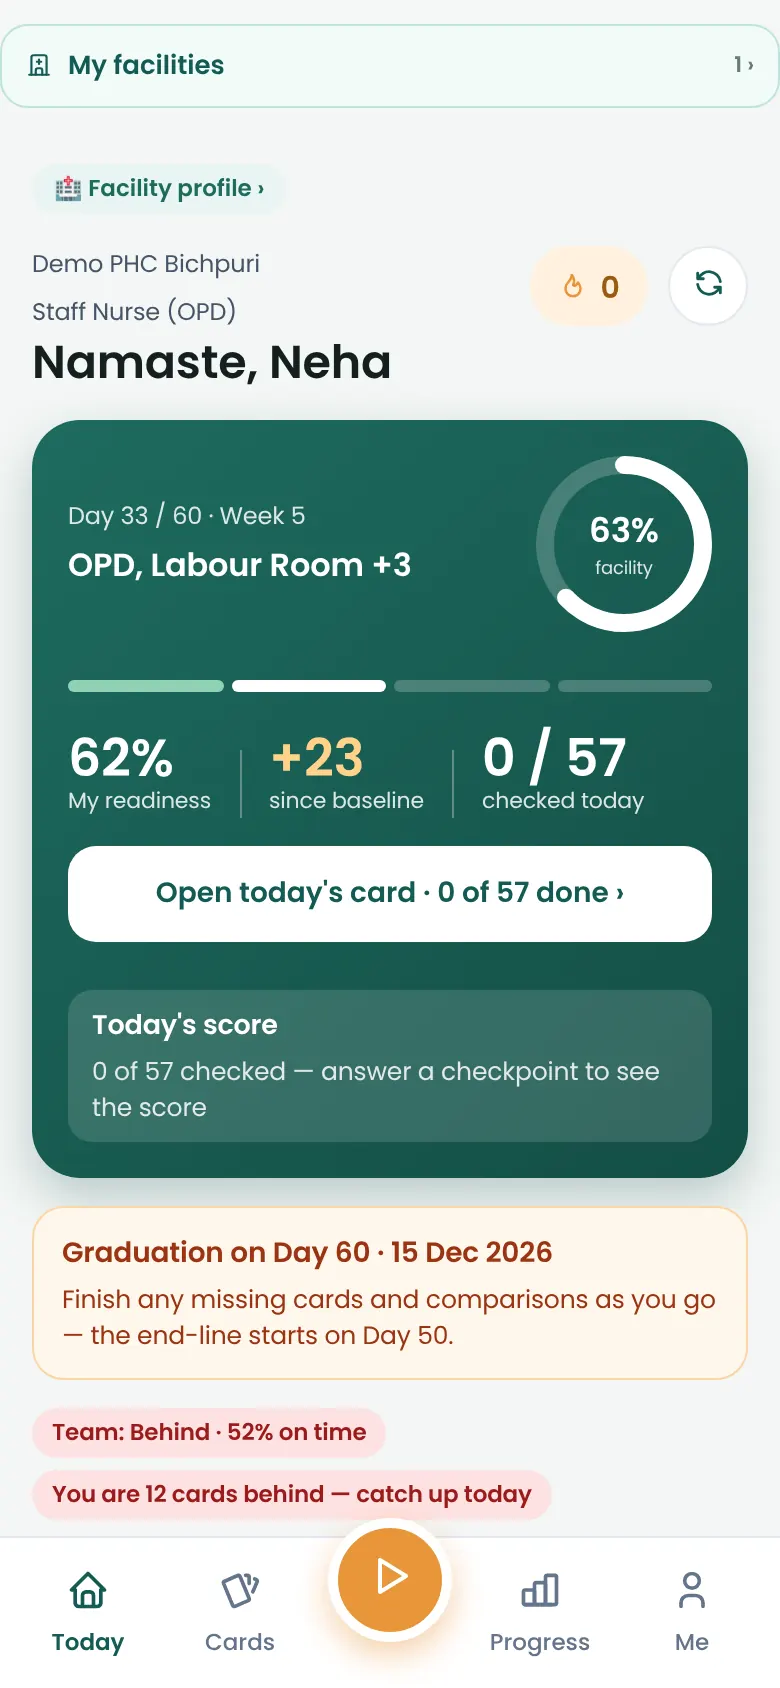 My facilities
1 ›
Facility profile ›
Demo PHC Bichpuri
Staff Nurse (OPD)
Namaste, Neha
0
Day 33 / 60 · Week 5
OPD, Labour Room +3
63%
facility
62%
My readiness
+23
since baseline
0 / 57
checked today
Open today's card · 0 of 57 done ›
Today's score
0 of 57 checked — answer a checkpoint to see
the score
Graduation on Day 60 · 15 Dec 2026
Finish any missing cards and comparisons as you go
— the end-line starts on Day 50.
Team: Behind · 52% on time
You are 12 cards behind — catch up today
Today
Cards
Progress
Me